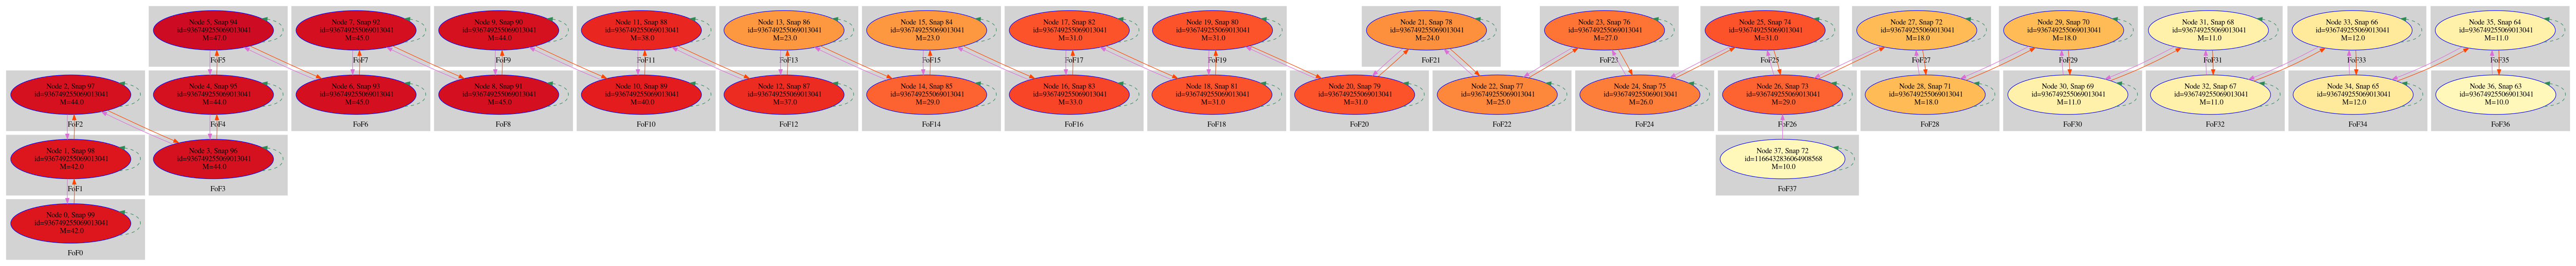 Node 5, Snap 94
id=936749255069013041
M=47.0
FoF5
Node 7, Snap 92
id=936749255069013041
M=45.0
FoF7
Node 9, Snap 90
id=936749255069013041
M=44.0
FoF9
Node 11, Snap 88
id=936749255069013041
M=38.0
FoF11
Node 13, Snap 86
id=936749255069013041
M=23.0
FoF13
Node 15, Snap 84
id=936749255069013041
M=23.0
FoF15
Node 17, Snap 82
id=936749255069013041
M=31.0
FoF17
Node 19, Snap 80
id=936749255069013041
M=31.0
FoF19
Node 21, Snap 78
id=936749255069013041
M=24.0
FoF21
Node 23, Snap 76
id=936749255069013041
M=27.0
FoF23
Node 25, Snap 74
id=936749255069013041
M=31.0
FoF25
Node 27, Snap 72
id=936749255069013041
M=18.0
FoF27
Node 29, Snap 70
id=936749255069013041
M=18.0
FoF29
Node 31, Snap 68
id=936749255069013041
M=11.0
FoF31
Node 33, Snap 66
id=936749255069013041
M=12.0
FoF33
Node 35, Snap 64
id=936749255069013041
M=11.0
FoF35
Node 2, Snap 97
id=936749255069013041
M=44.0
FoF2
Node 4, Snap 95
id=936749255069013041
M=44.0
FoF4
Node 6, Snap 93
id=936749255069013041
M=45.0
FoF6
Node 8, Snap 91
id=936749255069013041
M=45.0
FoF8
Node 10, Snap 89
id=936749255069013041
M=40.0
FoF10
Node 12, Snap 87
id=936749255069013041
M=37.0
FoF12
Node 14, Snap 85
id=936749255069013041
M=29.0
FoF14
Node 16, Snap 83
id=936749255069013041
M=33.0
FoF16
Node 18, Snap 81
id=936749255069013041
M=31.0
FoF18
Node 20, Snap 79
id=936749255069013041
M=31.0
FoF20
Node 22, Snap 77
id=936749255069013041
M=25.0
FoF22
Node 24, Snap 75
id=936749255069013041
M=26.0
FoF24
Node 26, Snap 73
id=936749255069013041
M=29.0
FoF26
Node 28, Snap 71
id=936749255069013041
M=18.0
FoF28
Node 30, Snap 69
id=936749255069013041
M=11.0
FoF30
Node 32, Snap 67
id=936749255069013041
M=11.0
FoF32
Node 34, Snap 65
id=936749255069013041
M=12.0
FoF34
Node 36, Snap 63
id=936749255069013041
M=10.0
FoF36
Node 1, Snap 98
id=936749255069013041
M=42.0
FoF1
Node 3, Snap 96
id=936749255069013041
M=44.0
FoF3
Node 37, Snap 72
id=1166432836064908568
M=10.0
FoF37
Node 0, Snap 99
id=936749255069013041
M=42.0
FoF0